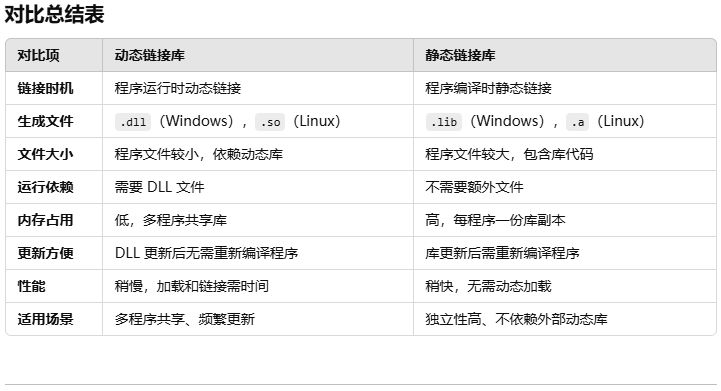 对比总结表
对比项 动态链接库 静态链接库
链接时机 程序运行时动态链接 程序编译时静态链接
生成文件 .dll（Windows）, .so（Linux） .lib（Windows）, .a（Linux）
文件大小 程序文件较小，依赖动态库 程序文件较大，包含库代码
运行依赖 需要 DLL 文件 不需要额外文件
内存占用 低，多程序共享库 高，每程序一份库副本
更新方便 DLL 更新后无需重新编译程序 库更新后需重新编译程序
性能 稍慢，加载和链接需时间 稍快，无需动态加载
适用场景 多程序共享、频繁更新 独立性高、不依赖外部动态库